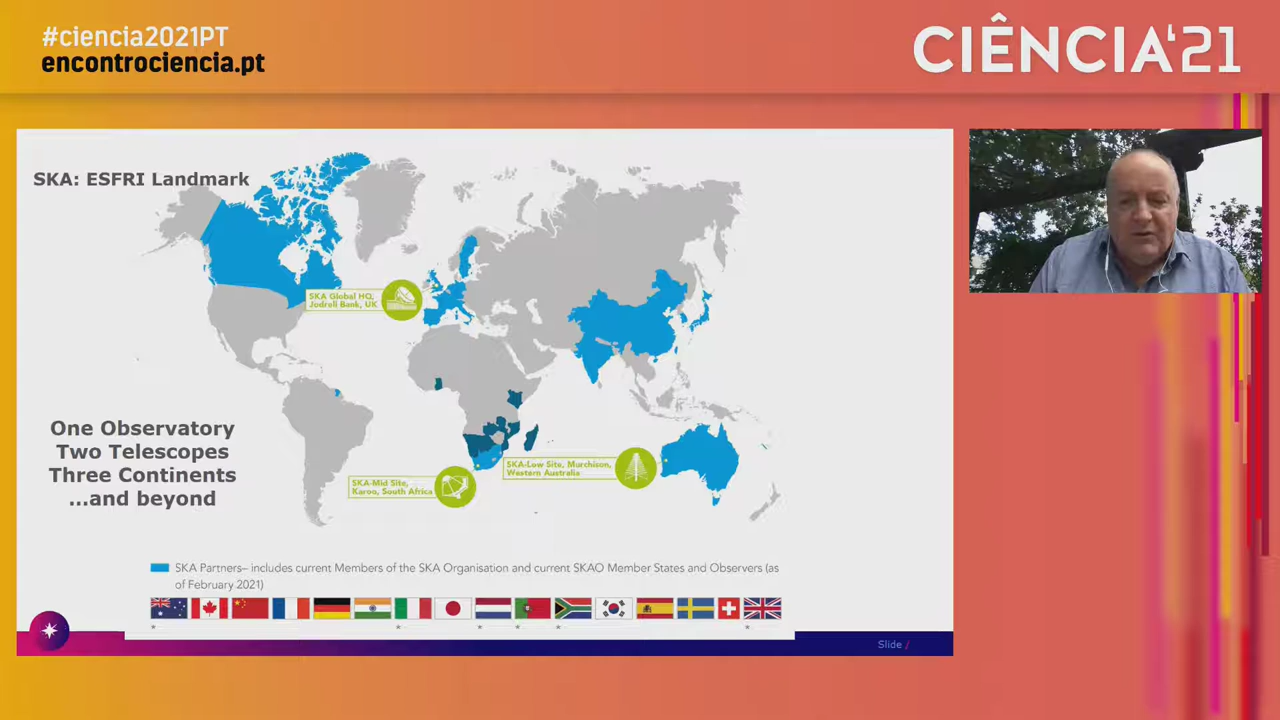 #ciencia2021PT
encontrociencia.pt
CIÊNCIA'21
SKA: ESFRI Landmark
SKA Global HQ,
Jodrell Bank, UK
One Observatory
Two Telescopes
Three Continents
...and beyond
SKA-Low Site, Murchison,
Western Australia
SKA-Mid Site,
Karoo, South Africa
SKA Partners– includes current Members of the SKA Organisation and current SKAO Member States and Observers (as
of February 2021)
Slide /